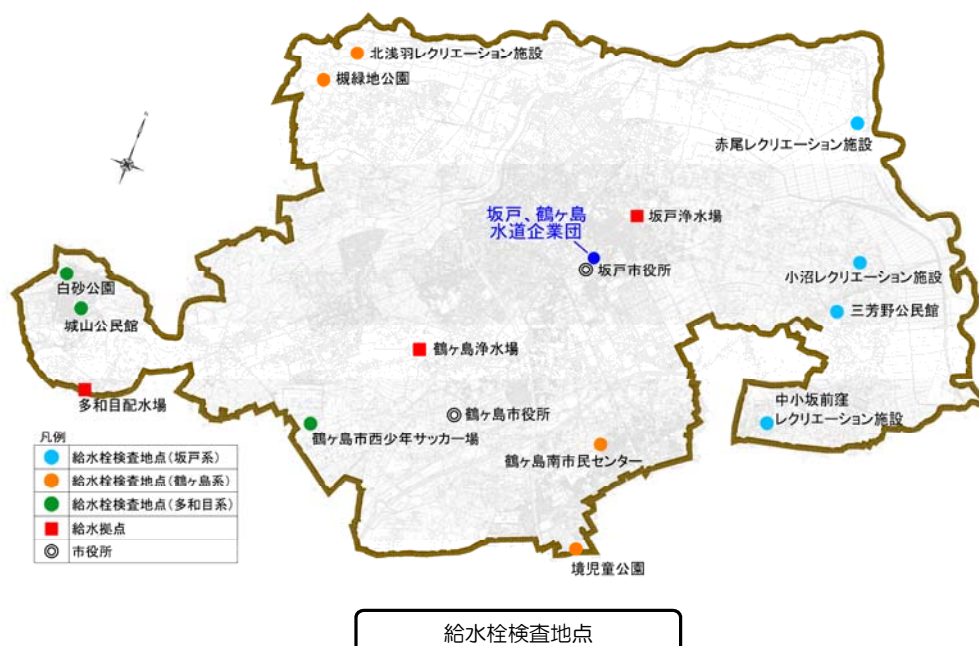 北浅羽レクリエーション施設
槻緑地公園
赤尾レクリエーション施設
坂戸、鶴ヶ島
水道企業団
坂戸浄水場
坂戸市役所
小沼レクリエーション施設
白砂公園
城山公民館
三芳野公民館
鶴ヶ島浄水場
多和目配水場
中小坂前窪
レクリエーション施設
鶴ヶ島市役所
鶴ヶ島市西少年サッカー場
鶴ヶ島南市民センター
境児童公園
凡例
給水栓検査地点(坂戸系)
給水栓検査地点(鶴ヶ島系)
給水栓検査地点(多和目系)
給水拠点
市役所
給水栓検査地点